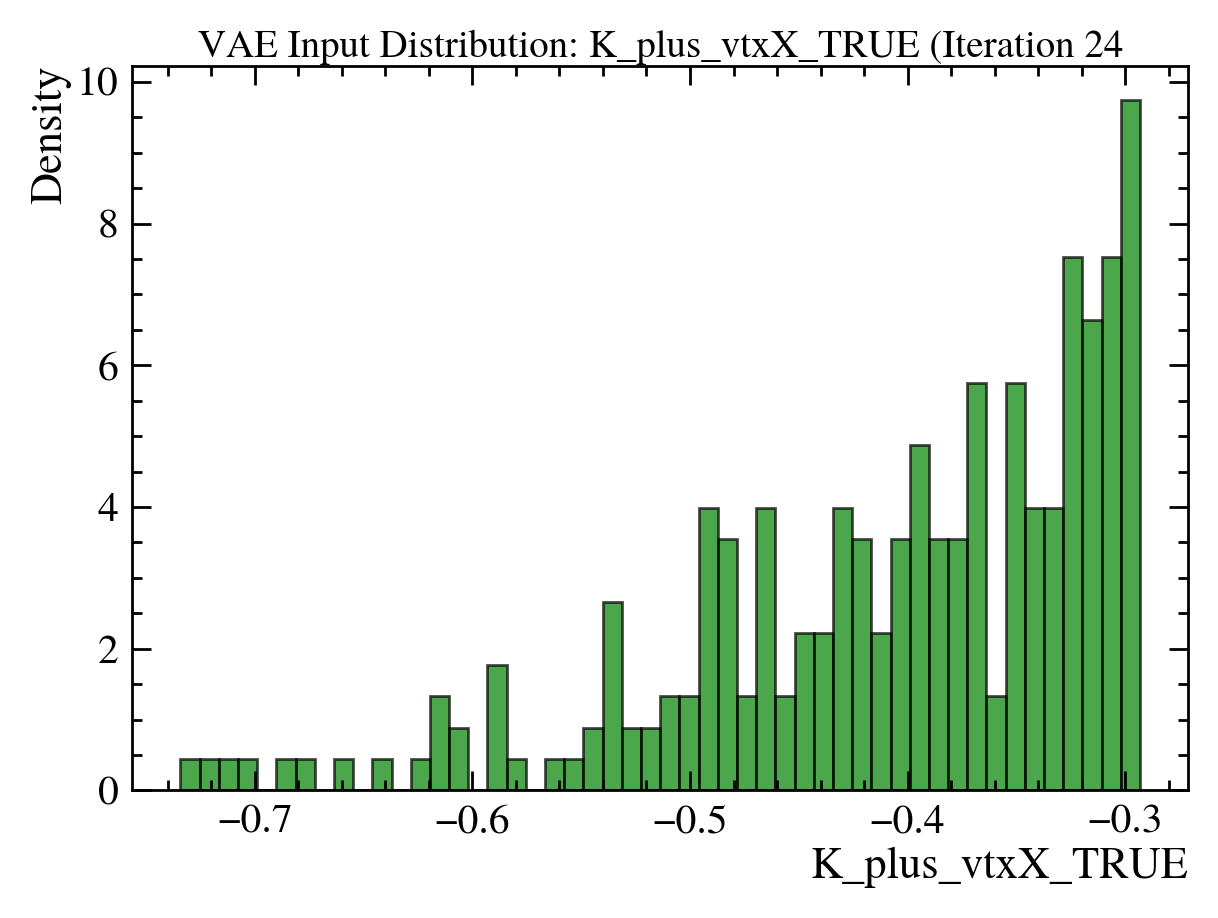 VAE Input Distribution: K_plus_vtxX_TRUE (Iteration 24
Density
10
8
6
4
2
0
−0.7 −0.6 −0.5 −0.4 −0.3
K_plus_vtxX_TRUE